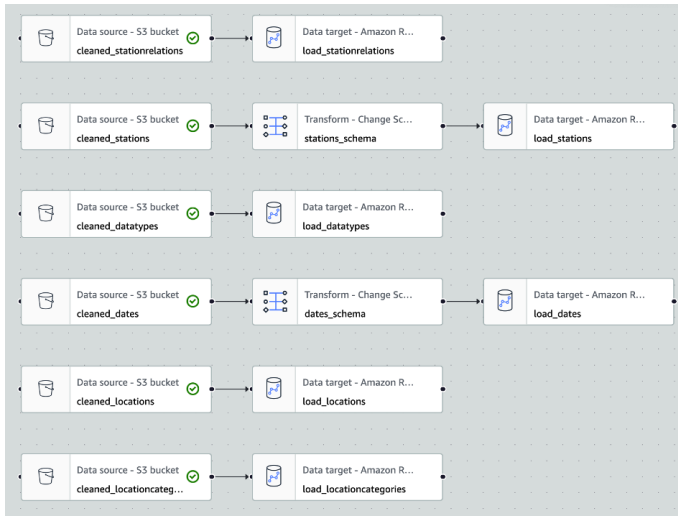 Data source - S3 bucket
cleaned_stationrelations
Data target - Amazon R...
load_stationrelations
Data source - S3 bucket
cleaned_stations
Transform - Change Sc...
stations_schema
Data target - Amazon R...
load_stations
Data source - S3 bucket
cleaned_datatypes
Data target - Amazon R...
load_datatypes
Data source - S3 bucket
cleaned_dates
Transform - Change Sc...
dates_schema
Data target - Amazon R...
load_dates
Data source - S3 bucket
cleaned_locations
Data target - Amazon R...
load_locations
Data source - S3 bucket
cleaned_locationcateg...
Data target - Amazon R...
load_locationcategories